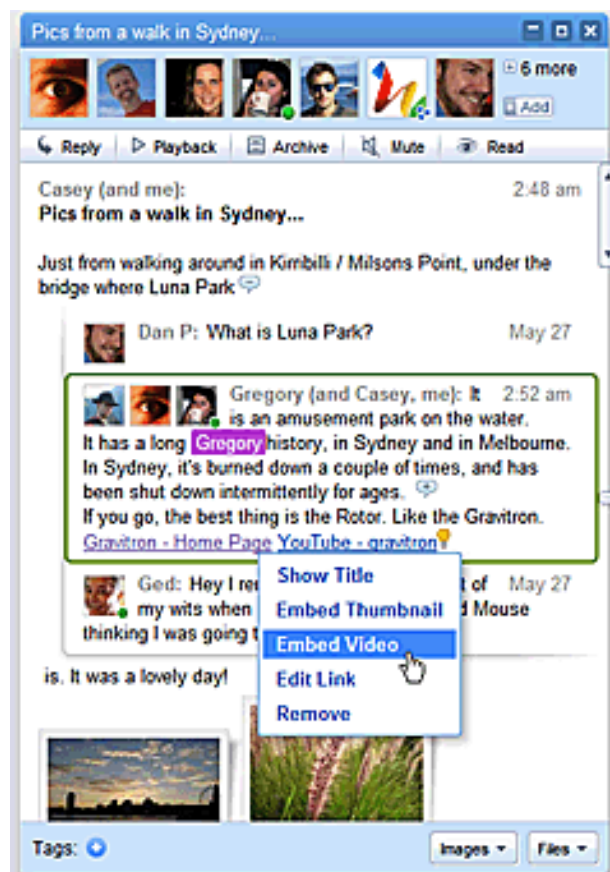 Pics from a walk in Sydney...
6 more
Add
Reply Playback Archive Mute Read
Casey (and me): 2:48 am
Pics from a walk in Sydney...
Just from walking around in Kirribilli / Milsons Point, under the
bridge where Luna Park
Dan P: What is Luna Park? May 27
Gregory (and Casey, me): It 2:52 am
is an amusement park on the water.
It has a long Gregory history, in Sydney and in Melbourne.
In Sydney, it's burned down a couple of times, and has
been shut down intermittently for ages.
If you go, the best thing is the Rotor. Like the Gravitron.
Gravitron - Home Page YouTube - gravitron
Show Title
Embed Thumbnail
Embed Video
Edit Link
Remove
Ged: Hey I of May 27
my wits when Mouse
thinking I was going
is. It was a lovely day!
Tags: Images Files